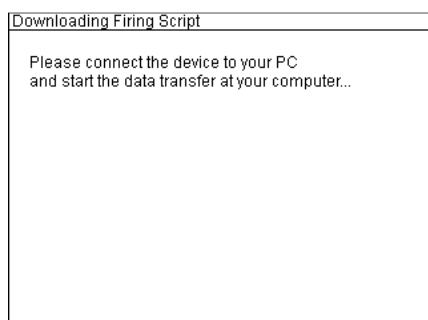 Downloading Firing Script
Please connect the device to your PC
and start the data transfer at your computer...